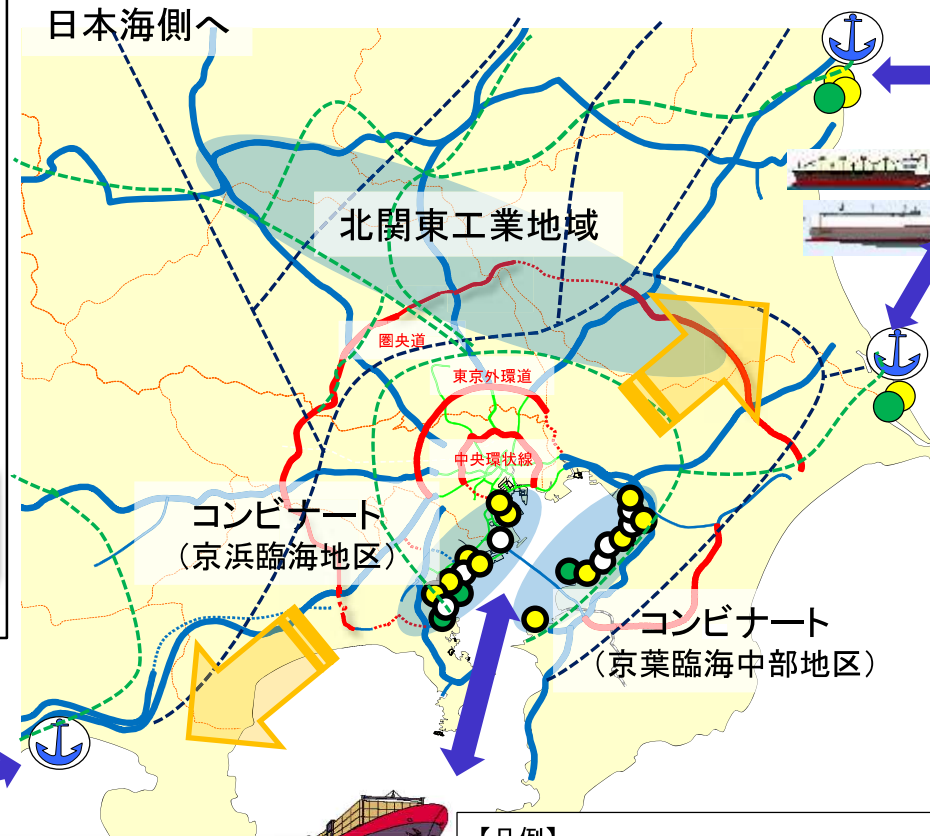 日本海側へ
北関東工業地域
圏央道
東京外環道
中央環状線
コンビナート
（京浜臨海地区）
コンビナート
（京葉臨海中部地区）
【凡例】